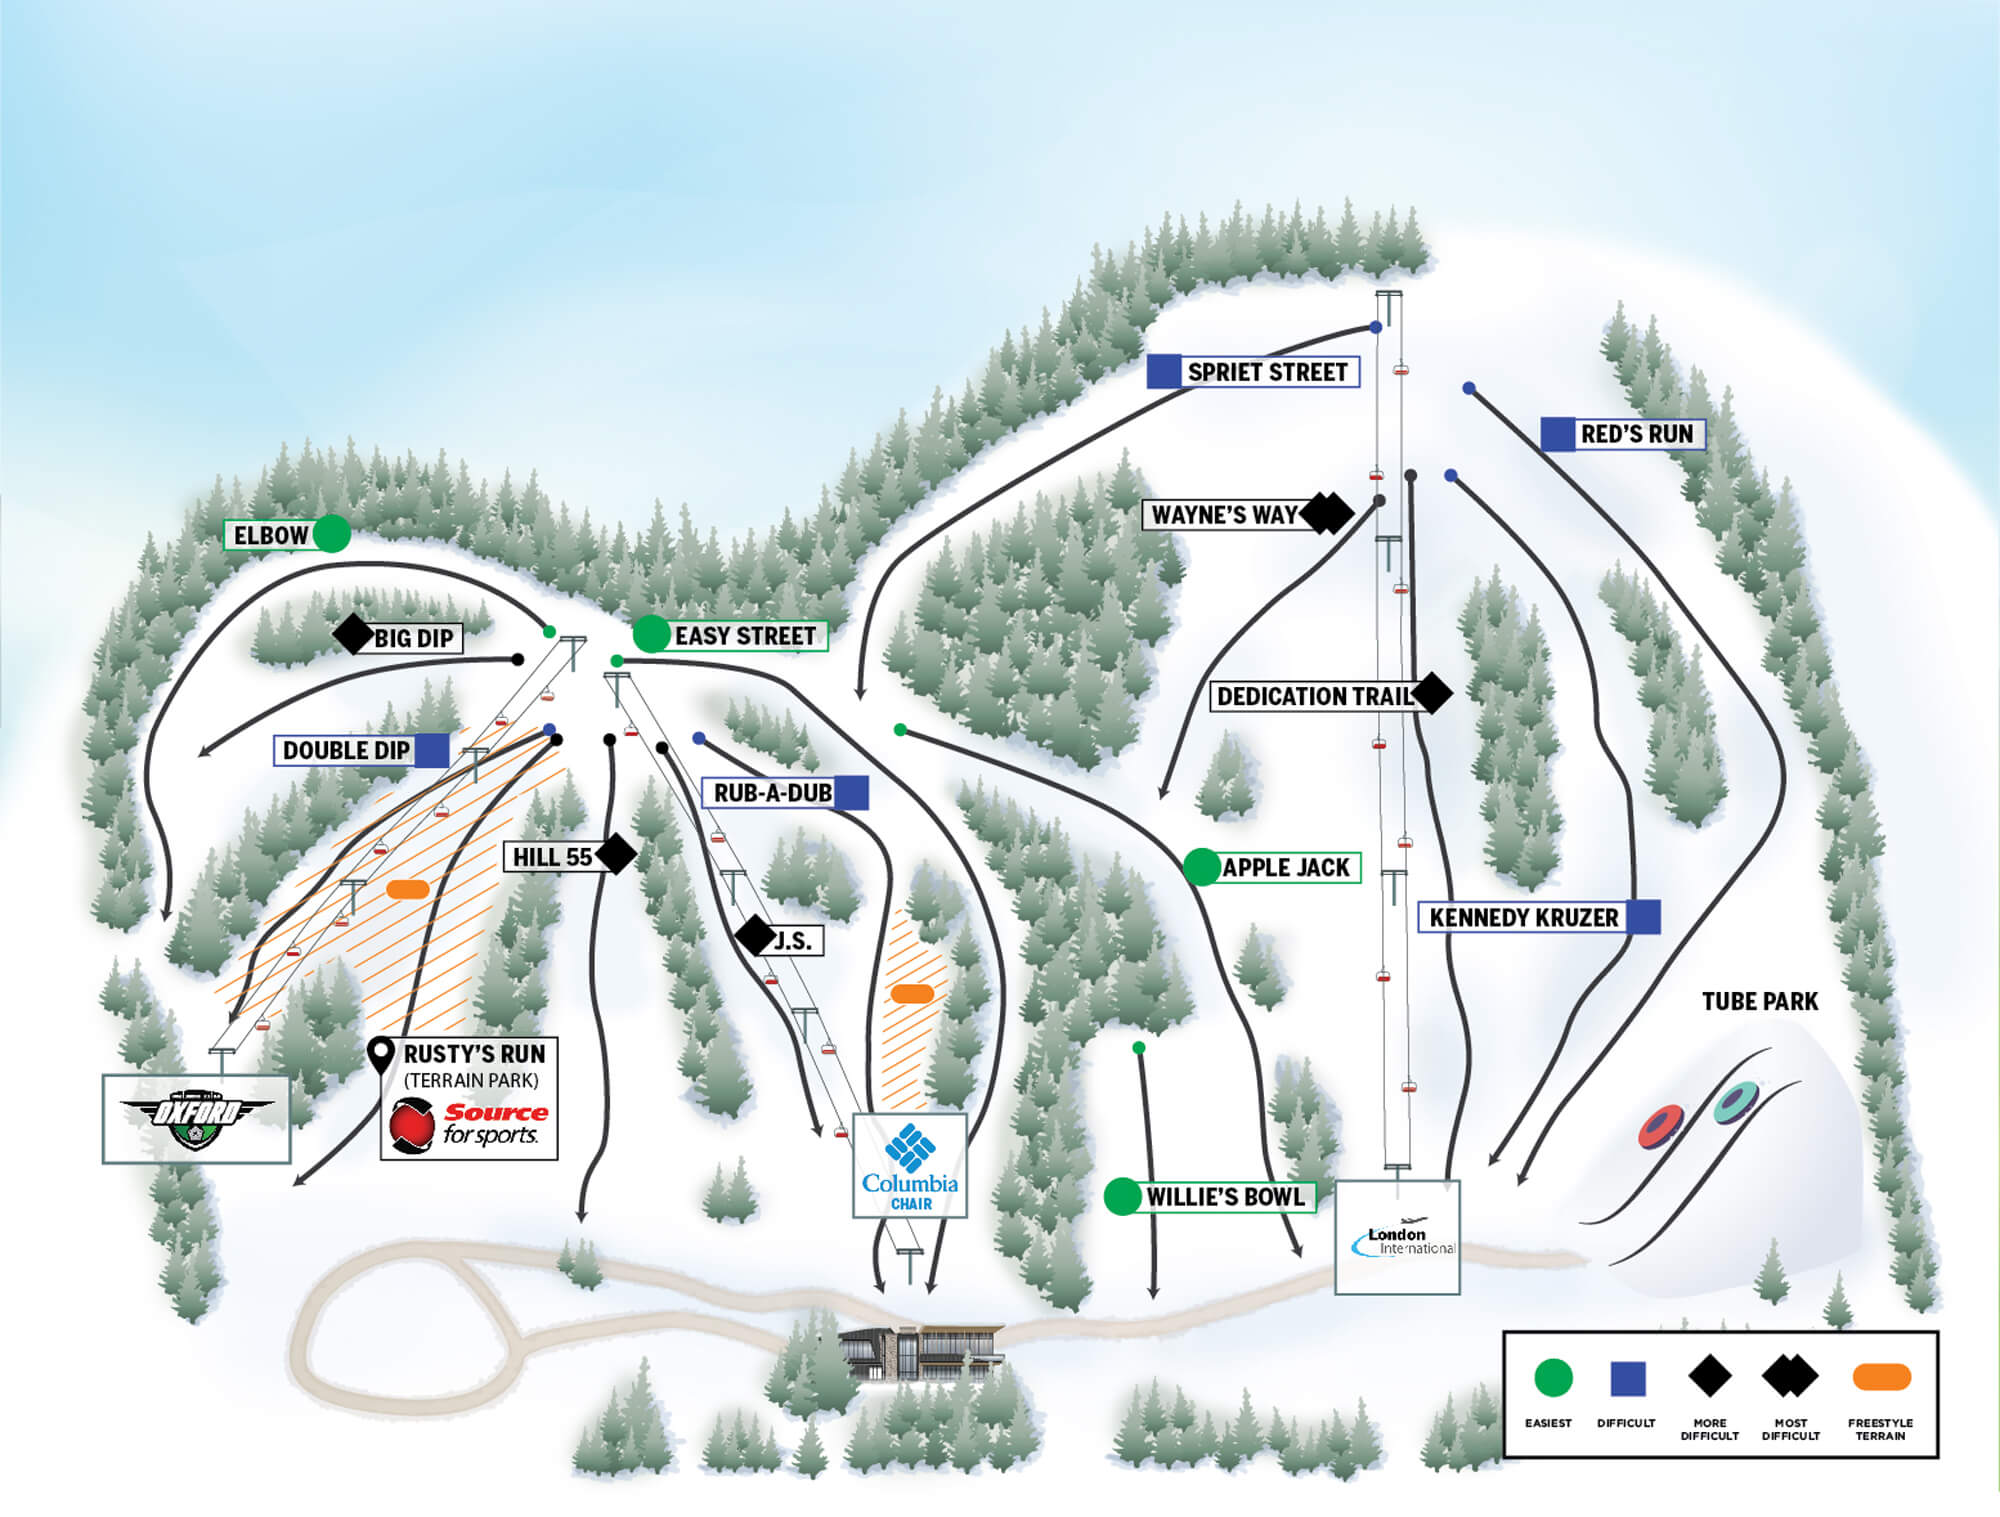 SPRIET STREET
RED'S RUN
WAYNE'S WAY
ELBOW
BIG DIP
EASY STREET
DEDICATION TRAIL
DOUBLE DIP
RUB-A-DUB
HILL 55
APPLE JACK
KENNEDY KRUZER
J.S.
TUBE PARK
RUSTY'S RUN
(TERRAIN PARK)
Source
for sports.
OXFORD
Columbia
CHAIR
WILLIE'S BOWL
London
International
EASIEST
DIFFICULT
MORE
DIFFICULT
MOST
DIFFICULT
FREESTYLE
TERRAIN